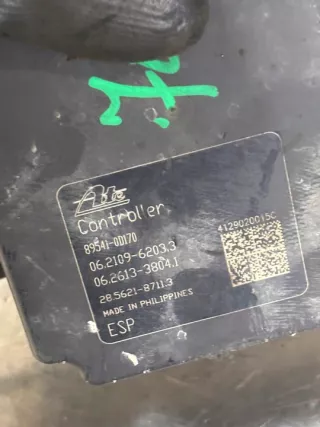 Ate
Controller
89541-0D170
06.2109-6203.3
06.2613-3804.1
28.5621-8711.3
MADE IN PHILIPPINES
ESP
4128020015C